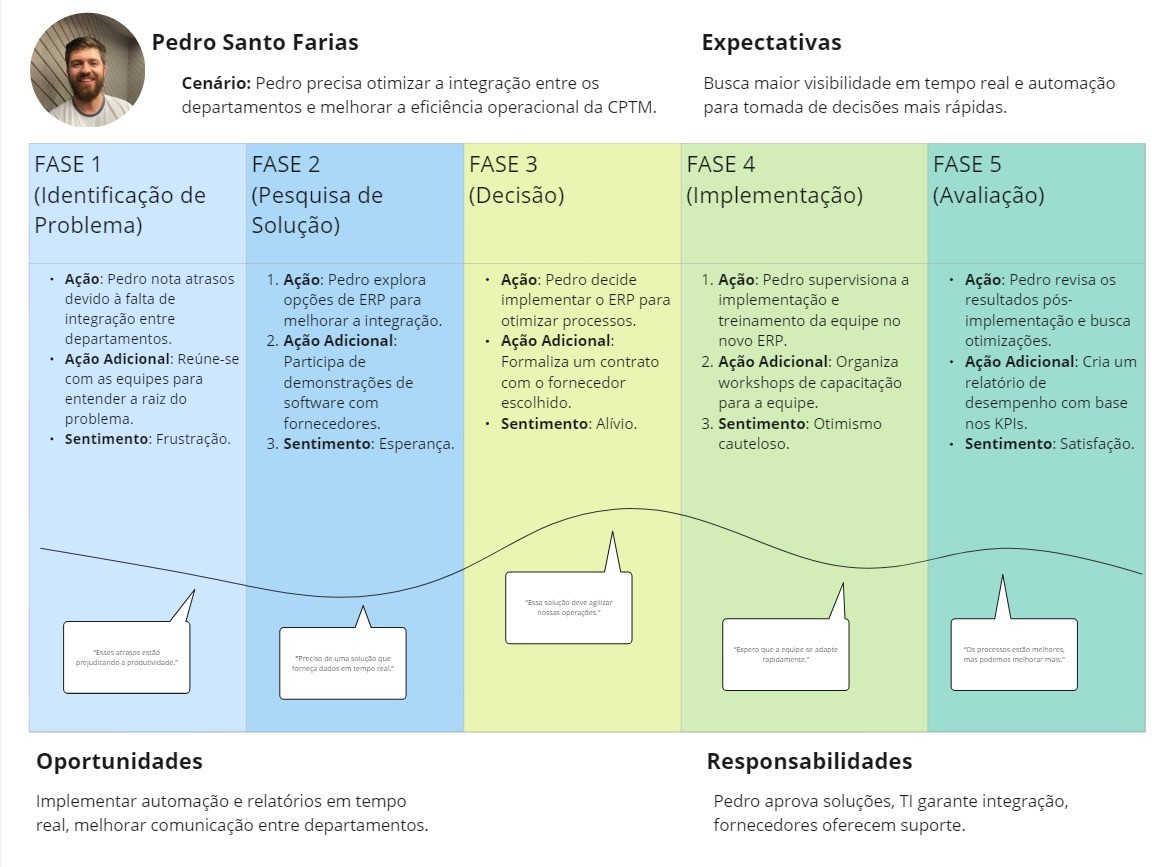 Pedro Santo Farias
Cenário: Pedro precisa otimizar a integração entre os
departamentos e melhorar a eficiência operacional da CPTM.
Expectativas
Busca maior visibilidade em tempo real e automação
para tomada de decisões mais rápidas.
FASE 1
(Identificação de
Problema)
• Ação: Pedro nota atrasos
devido à falta de
integração entre
departamentos.
• Ação Adicional: Reúne-se
com as equipes para
entender a raiz do
problema.
• Sentimento: Frustração.
"Esses atrasos estão
prejudicando a produtividade."
FASE 2
(Pesquisa de
Solução)
1. Ação: Pedro explora
opções de ERP para
melhorar a integração.
2. Ação Adicional:
Participa de
demonstrações de
software com
fornecedores.
3. Sentimento: Esperança.
"Preciso de uma solução que
forneça dados em tempo real."
FASE 3
(Decisão)
• Ação: Pedro decide
implementar o ERP para
otimizar processos.
• Ação Adicional:
Formaliza um contrato
com o fornecedor
escolhido.
• Sentimento: Alívio.
"Essa solução deve agilizar
nossas operações."
FASE 4
(Implementação)
1. Ação: Pedro supervisiona a
implementação e
treinamento da equipe no
novo ERP.
2. Ação Adicional: Organiza
workshops de capacitação
para a equipe.
3. Sentimento: Otimismo
cauteloso.
"Espero que a equipe se adapte
rapidamente."
FASE 5
(Avaliação)
• Ação: Pedro revisa os
resultados pós-
implementação e busca
otimizações.
• Ação Adicional: Cria um
relatório de
desempenho com base
nos KPIs.
• Sentimento: Satisfação.
"Os processos estão melhores,
mas podemos melhorar mais."
Oportunidades
Implementar automação e relatórios em tempo
real, melhorar comunicação entre departamentos.
Responsabilidades
Pedro aprova soluções, TI garante integração,
fornecedores oferecem suporte.